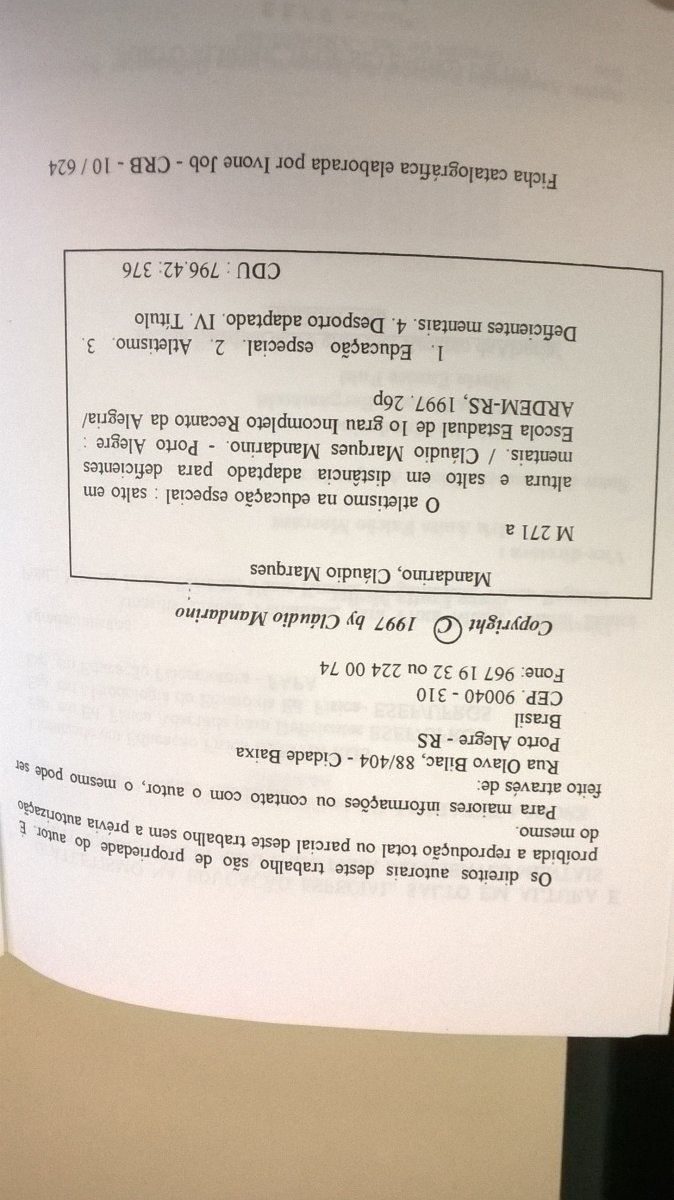 Os direitos autorais deste trabalho são de propriedade do autor. É
proibida a reprodução total ou parcial deste trabalho sem a prévia autorização
do mesmo.
Para maiores informações ou contato com o autor, o mesmo pode ser
feito através de:
Rua Olavo Bilac, 88/404 - Cidade Baixa
Porto Alegre - RS
Brasil
CEP. 90040 - 310
Fone: 967 19 32 ou 224 00 74
Copyright © 1997 by Cláudio Mandarino
Mandarino, Cláudio Marques
M 271 a
O atletismo na educação especial : salto em
altura e salto em distância adaptado para deficientes
mentais. / Cláudio Marques Mandarino. - Porto Alegre :
Escola Estadual de 1o grau Incompleto Recanto da Alegria/
ARDEM-RS, 1997. 26p
1. Educação especial. 2. Atletismo. 3.
Deficientes mentais. 4. Desporto adaptado. IV. Título
CDU : 796.42: 376
Ficha catalográfica elaborada por Ivone Job - CRB - 10 / 624